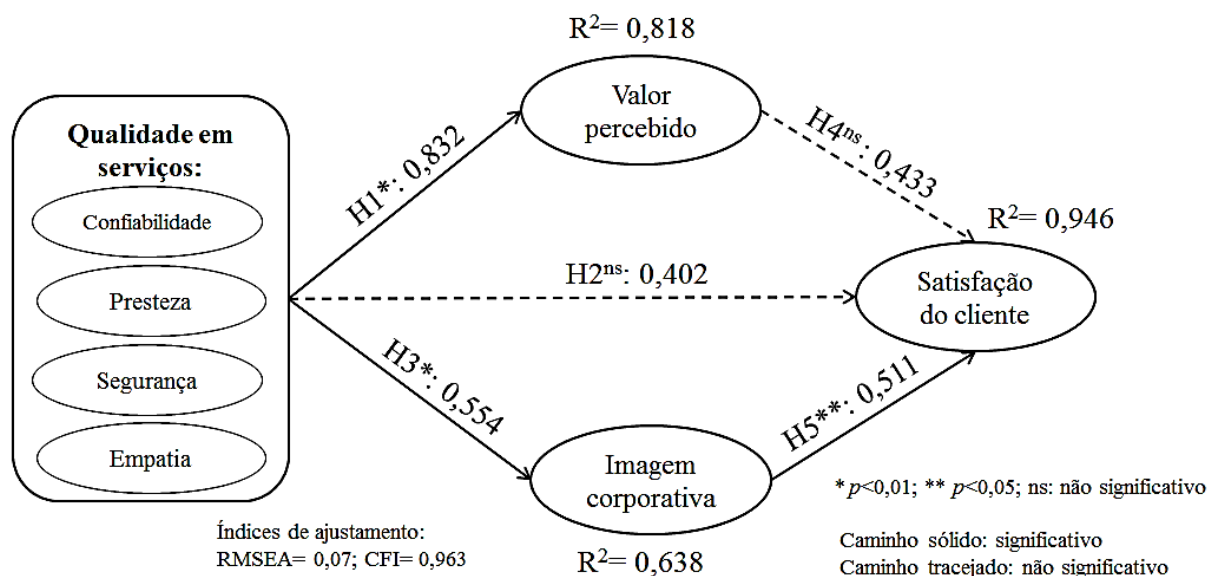 R²= 0,818
Valor
percebido
Qualidade em
serviços:
Confiabilidade
Presteza
Segurança
Empatia
H1*: 0,832
H4ⁿˢ: 0,433
R²= 0,946
H2ⁿˢ: 0,402
Satisfação
do cliente
H3*: 0,554
H5**: 0,511
Imagem
corporativa
R²= 0,638
* p<0,01; ** p<0,05; ns: não significativo
Índices de ajustamento:
RMSEA= 0,07; CFI= 0,963
Caminho sólido: significativo
Caminho tracejado: não significativo